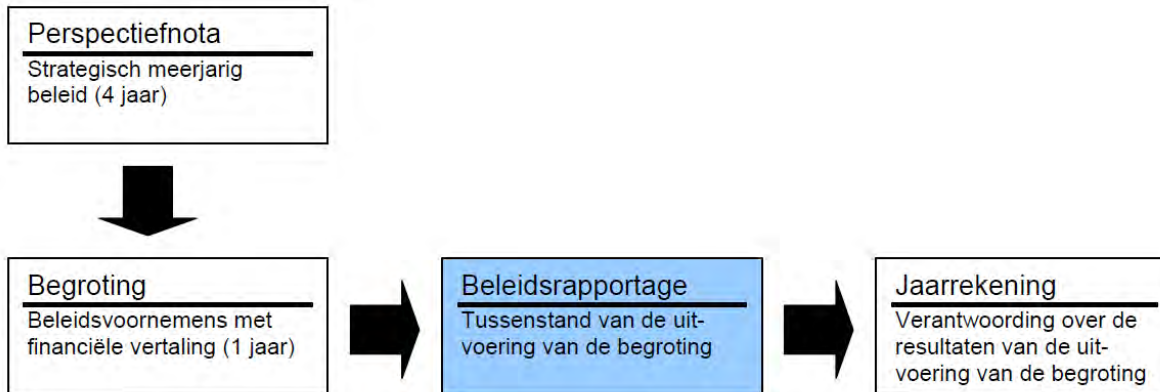 Perspectiefnota
Strategisch meerjarig
beleid (4 jaar)
Begroting
Beleidsvoornemens met
financiële vertaling (1 jaar)
Beleidsrapportage
Tussenstand van de uit-
voering van de begroting
Jaarrekening
Verantwoording over de
resultaten van de uit-
voering van de begroting